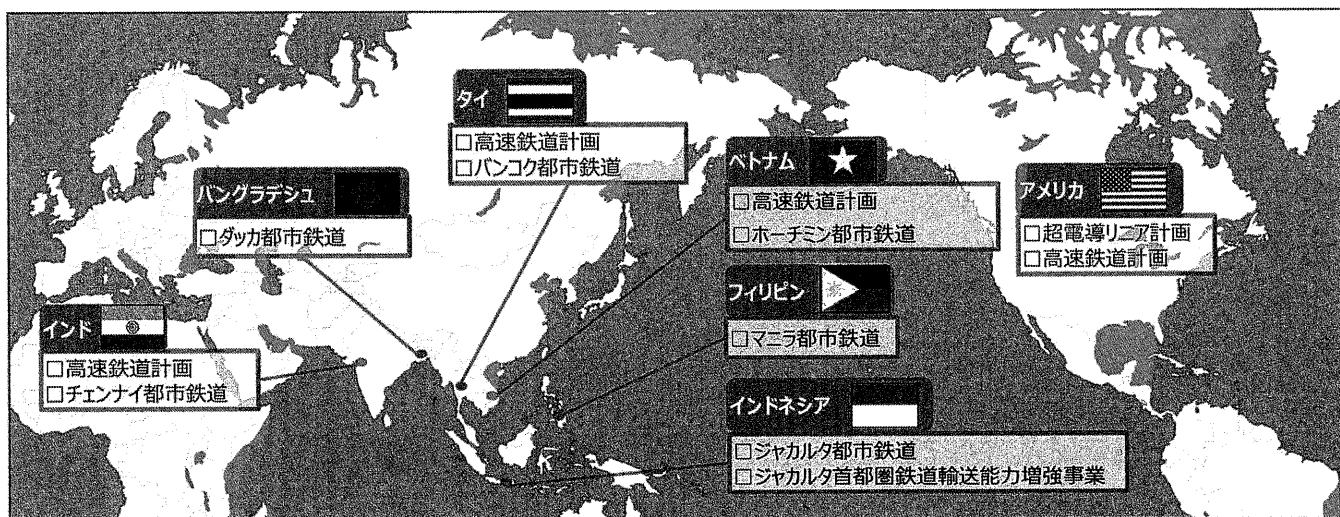 タイ
□高速鉄道計画
□バンコク都市鉄道
バングラデシュ
□ダッカ都市鉄道
インド
□高速鉄道計画
□チェンナイ都市鉄道
ベトナム
□高速鉄道計画
□ホーチミン都市鉄道
フィリピン
□マニラ都市鉄道
インドネシア
□ジャカルタ都市鉄道
□ジャカルタ首都圏鉄道輸送能力増強事業
アメリカ
□超電導リニア計画
□高速鉄道計画